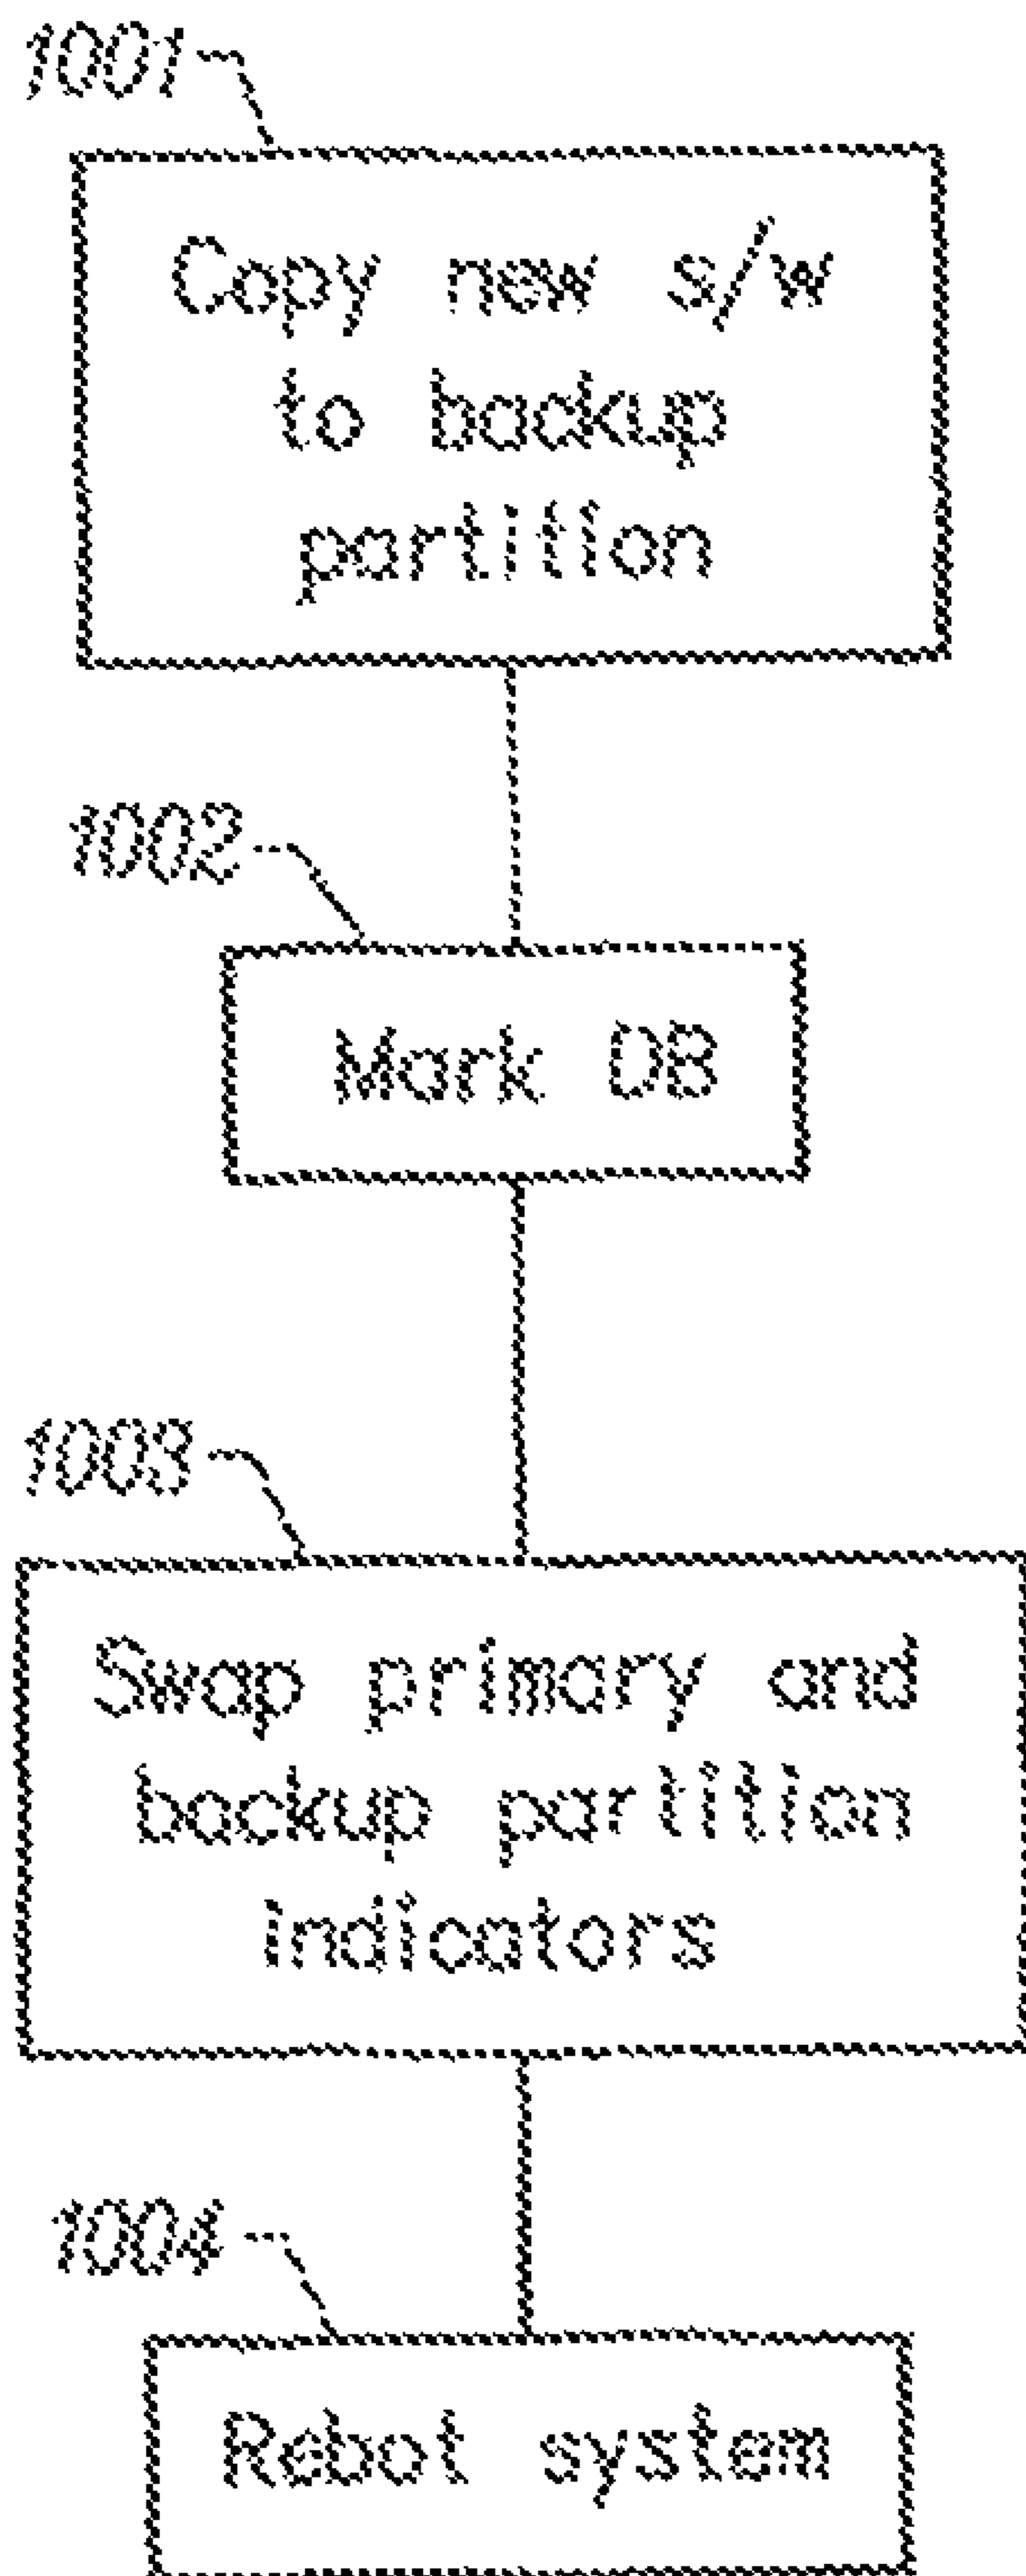 1001
Copy new s/w
to backup
partition
1002
Mark DB
1003
Swap primary and
backup partition
indicators
1004
Rebot system